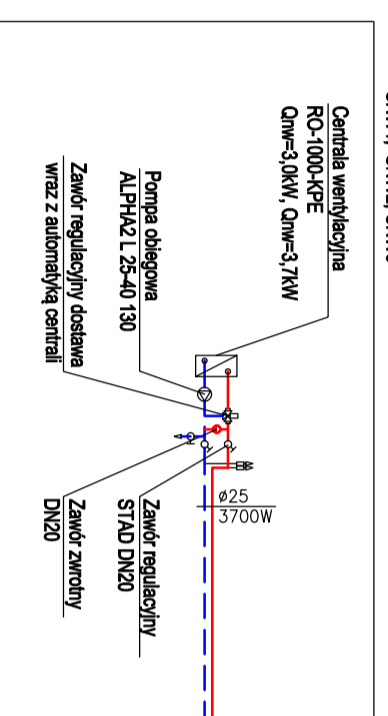 Centrala wentylacyjna
RO-1000-KPE
Qnw=3,0kW, Qnw=3,7kW
Pompa obiegowa
ALPHA2 L 25-40 130
Zawór regulacyjny dostawa
wraz z automatyką centrali
Zawór regulacyjny
STAD DN20
Zawór zwrotny
DN20
ø25
3700W